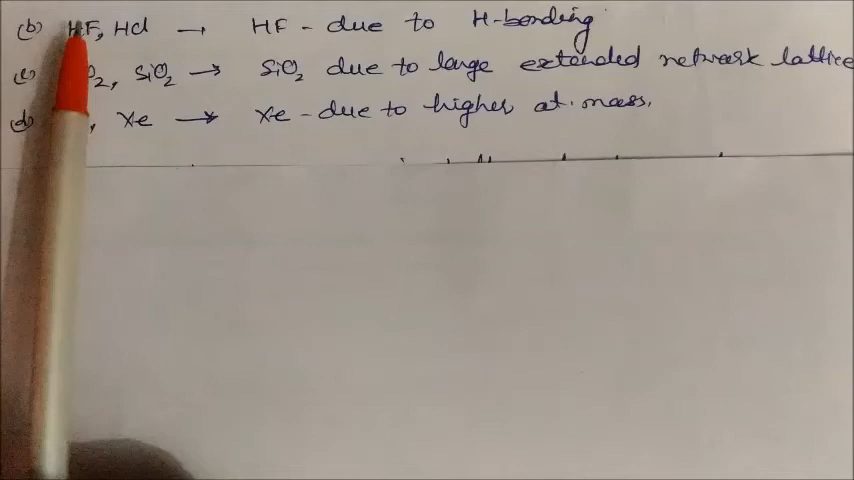 (b) HF, HCl → HF - due to H-bonding
(c) O₂, SiO₂ → SiO₂ due to large extended network lattice
(d) , Xe → Xe - due to higher at. mass.